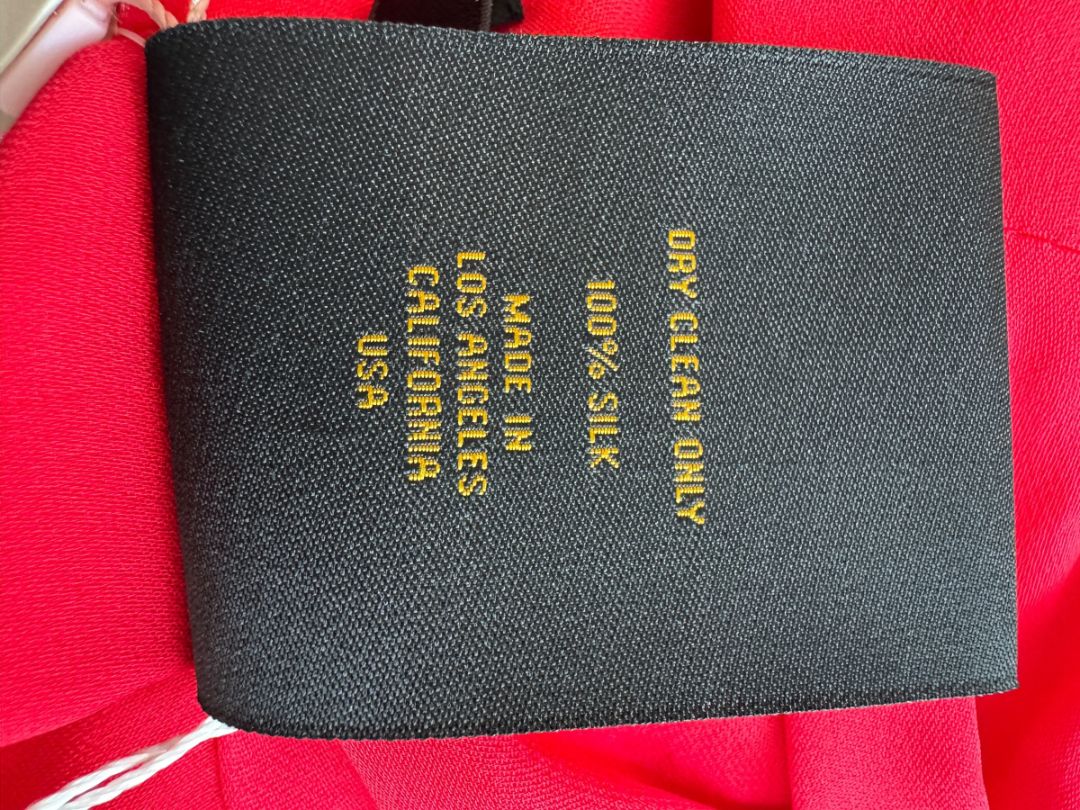 DRY CLEAN ONLY
100% SILK
MADE IN
LOS ANGELES
CALIFORNIA
USA